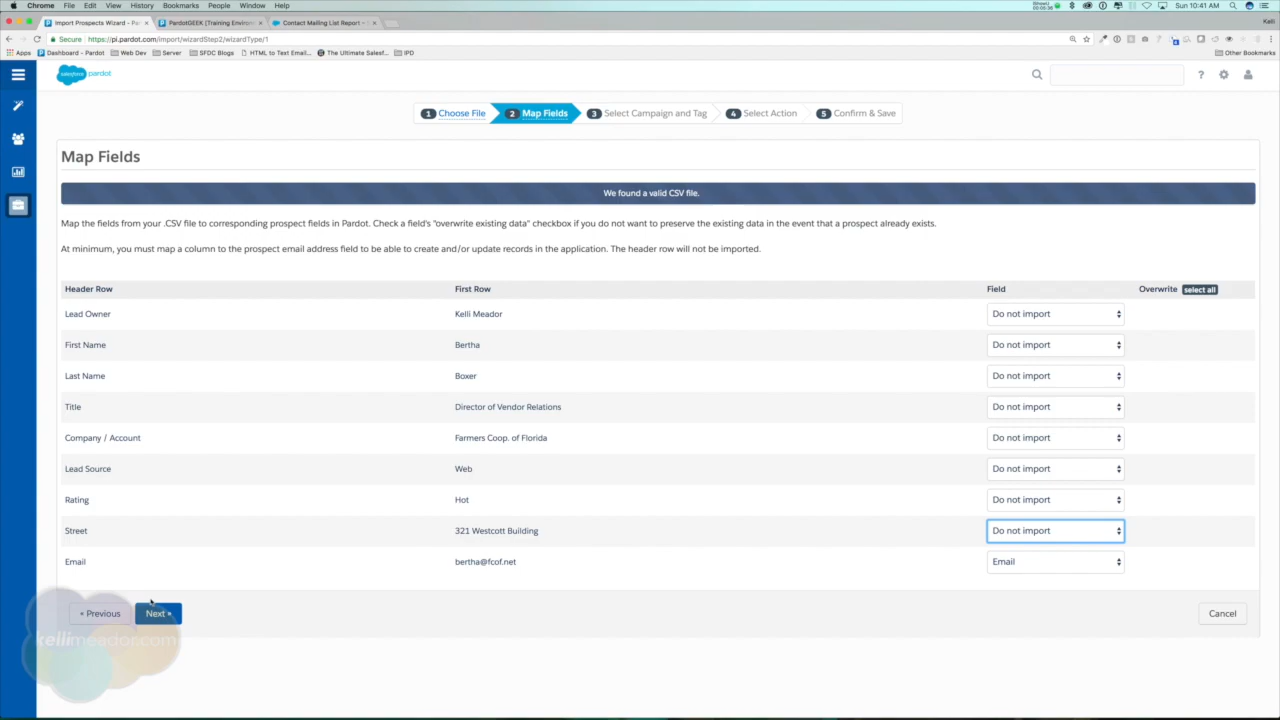 Chrome File Edit View History Bookmarks People Window Help
Sun 10:41 AM
Import Prospects Wizard - Par
PardotGEEK (Training Environ
Contact Mailing List Report ~ S
Kelli
Secure https://pi.pardot.com/import/wizardStep2/wizardType/1
Apps Dashboard - Pardot Web Dev Server SFDC Blogs HTML to Text Email... The Ultimate Salesf... IPD Other Bookmarks
salesforce pardot
?
1 Choose File 2 Map Fields 3 Select Campaign and Tag 4 Select Action 5 Confirm & Save
Map Fields
We found a valid CSV file.
Map the fields from your .CSV file to corresponding prospect fields in Pardot. Check a field's "overwrite existing data" checkbox if you do not want to preserve the existing data in the event that a prospect already exists.
At minimum, you must map a column to the prospect email address field to be able to create and/or update records in the application. The header row will not be imported.
Header Row First Row Field Overwrite select all
Lead Owner Kelli Meador Do not import
First Name Bertha Do not import
Last Name Boxer Do not import
Title Director of Vendor Relations Do not import
Company / Account Farmers Coop. of Florida Do not import
Lead Source Web Do not import
Rating Hot Do not import
Street 321 Westcott Building Do not import
Email bertha@fcof.net Email
« Previous Next » Cancel
kellimeador.com